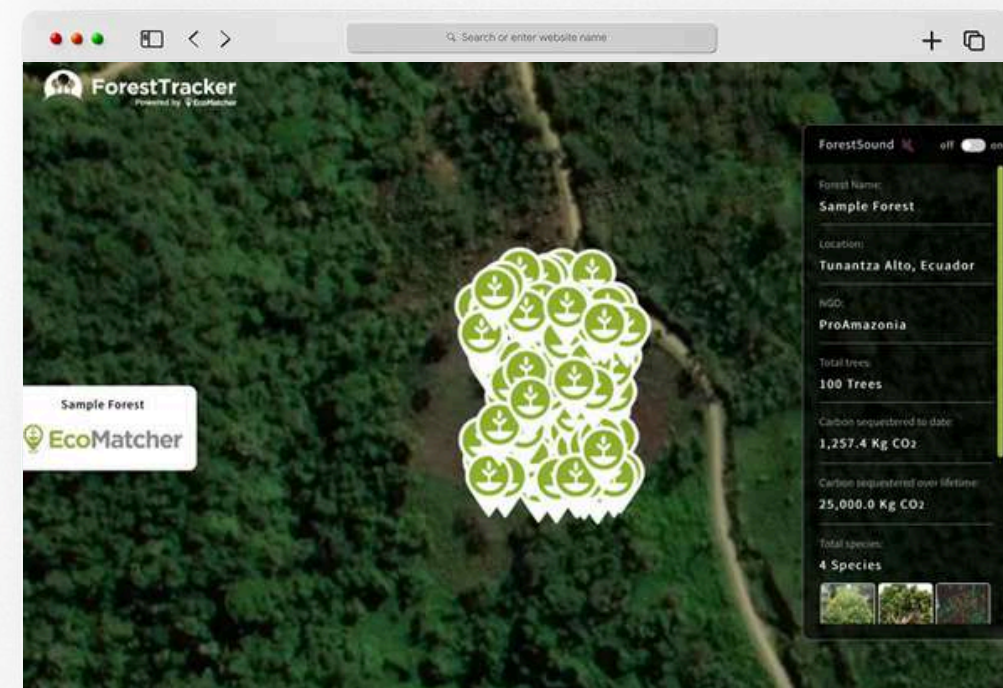 Search or enter website name
ForestTracker
Powered by EcoMatcher
ForestSound off on
Forest Name:
Sample Forest
Location:
Tunantza Alto, Ecuador
NGO:
ProAmazonia
Total trees:
100 Trees
Carbon sequestered to date:
1,257.4 Kg CO2
Carbon sequestered over lifetime:
25,000.0 Kg CO2
Total species:
4 Species
Sample Forest
EcoMatcher